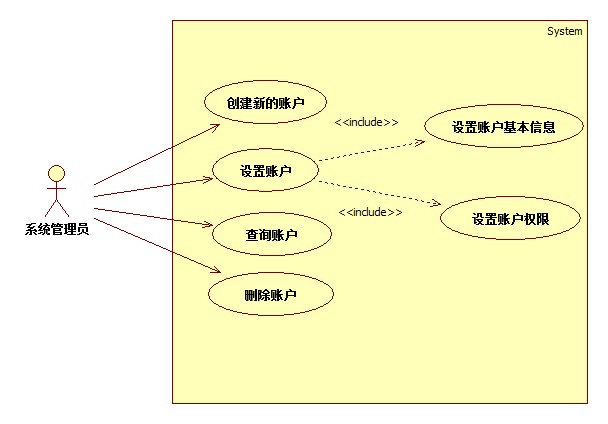 System
创建新的账户
<<include>>
设置账户基本信息
设置账户
系统管理员
<<include>>
设置账户权限
查询账户
删除账户